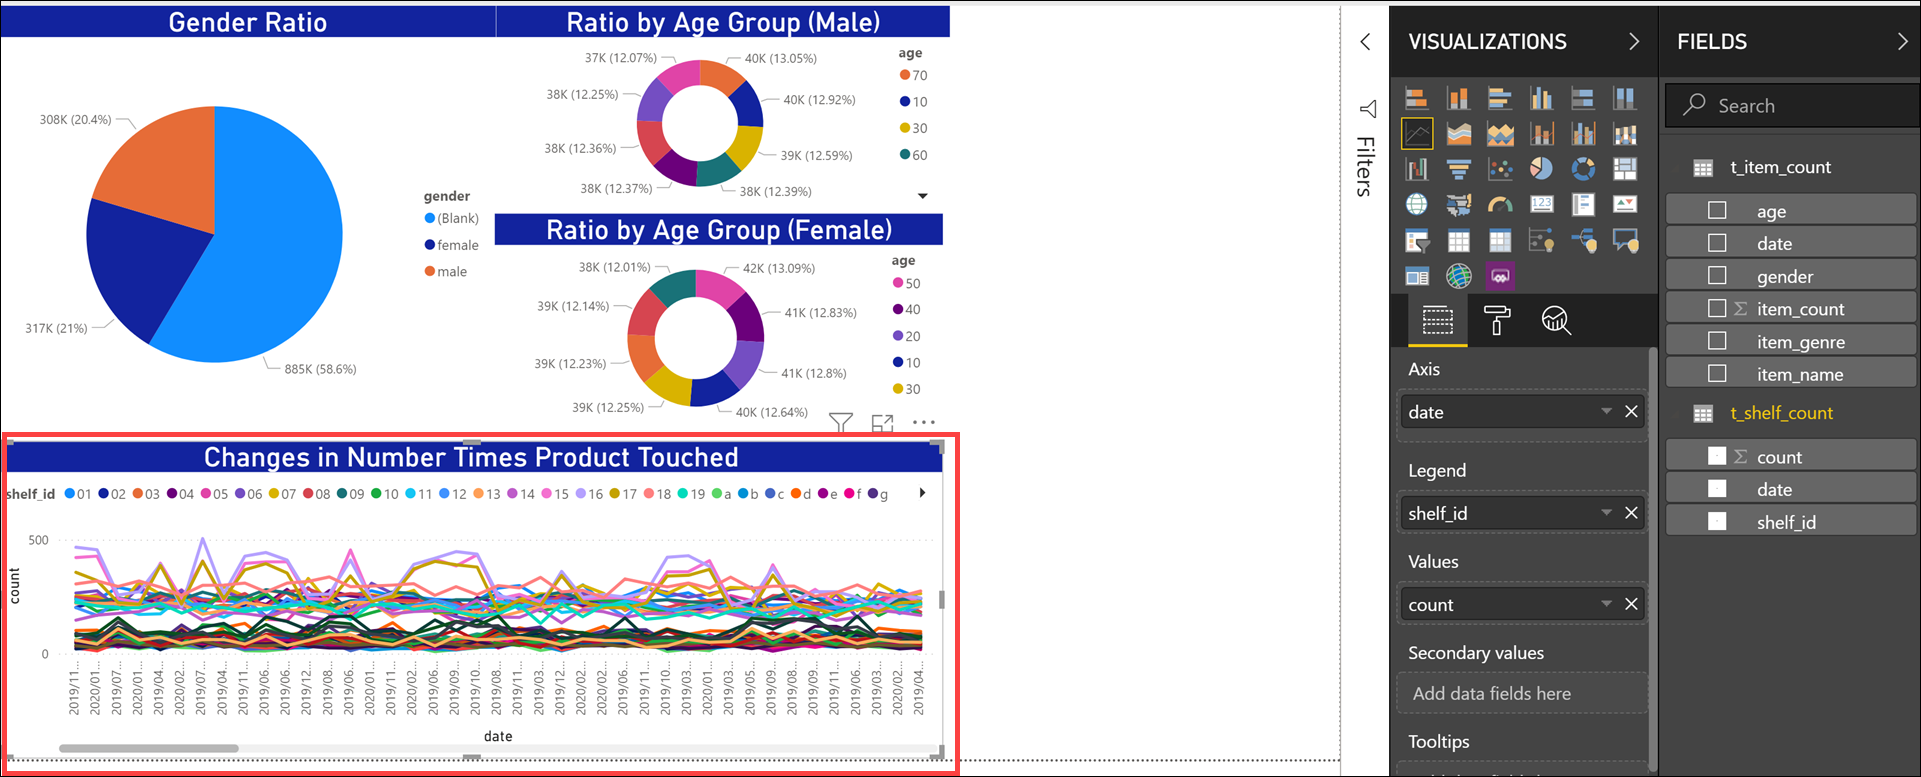 Gender Ratio
308K (20.4%)
317K (21%)
885K (58.6%)
gender
(Blank)
female
male
Ratio by Age Group (Male)
37K (12.07%)
40K (13.05%)
38K (12.25%)
40K (12.92%)
38K (12.36%)
39K (12.59%)
38K (12.37%)
38K (12.39%)
age
70
10
30
60
Ratio by Age Group (Female)
38K (12.01%)
42K (13.09%)
39K (12.14%)
41K (12.83%)
39K (12.23%)
41K (12.8%)
39K (12.25%)
40K (12.64%)
age
50
40
20
10
30
Changes in Number Times Product Touched
shelf_id 01 02 03 04 05 06 07 08 09 10 11 12 13 14 15 16 17 18 19 a b c d e f g
500
0
count
2019/11... 2020/01... 2019/07... 2019/11... 2019/04... 2020/02... 2019/07... 2019/04... 2019/11... 2019/06... 2019/06... 2019/12... 2019/08... 2019/06... 2020/01... 2019/11... 2020/02... 2019/06... 2019/09... 2019/10... 2019/08... 2019/11... 2019/03... 2019/12... 2020/02... 2020/02... 2019/06... 2019/11... 2019/10... 2019/03... 2020/01... 2019/03... 2019/05... 2019/09... 2019/08... 2019/09... 2019/11... 2019/06... 2019/03... 2020/02... 2019/04...
date
Filters
VISUALIZATIONS
123
Axis
date
Legend
shelf_id
Values
count
Secondary values
Add data fields here
Tooltips
FIELDS
Search
t_item_count
age
date
gender
Σ item_count
item_genre
item_name
t_shelf_count
Σ count
date
shelf_id